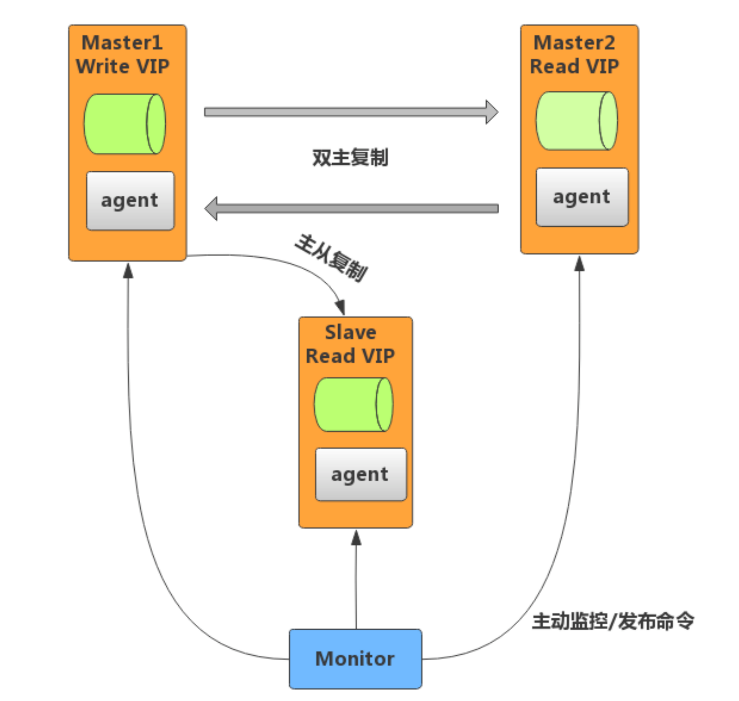 Master1
Write VIP
agent
Master2
Read VIP
agent
双主复制
主从复制
Slave
Read VIP
agent
主动监控/发布命令
Monitor